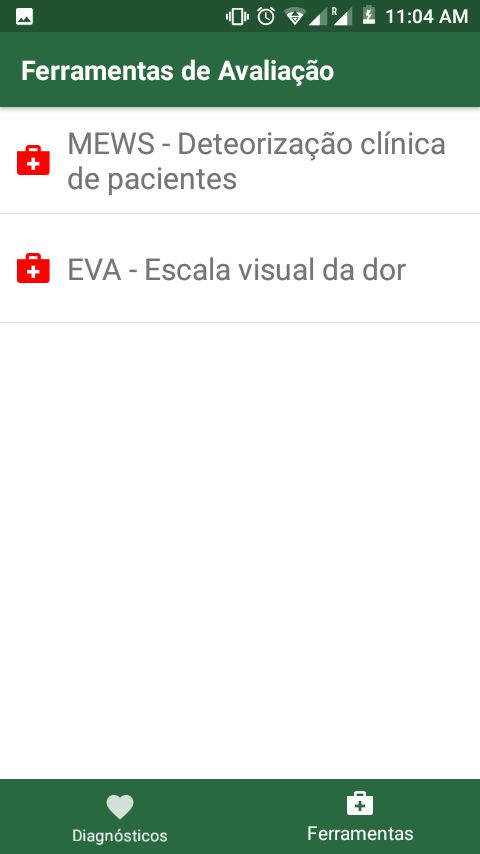 R
11:04 AM
Ferramentas de Avaliação
MEWS - Deteorização clínica
de pacientes
EVA - Escala visual da dor
Diagnósticos
Ferramentas